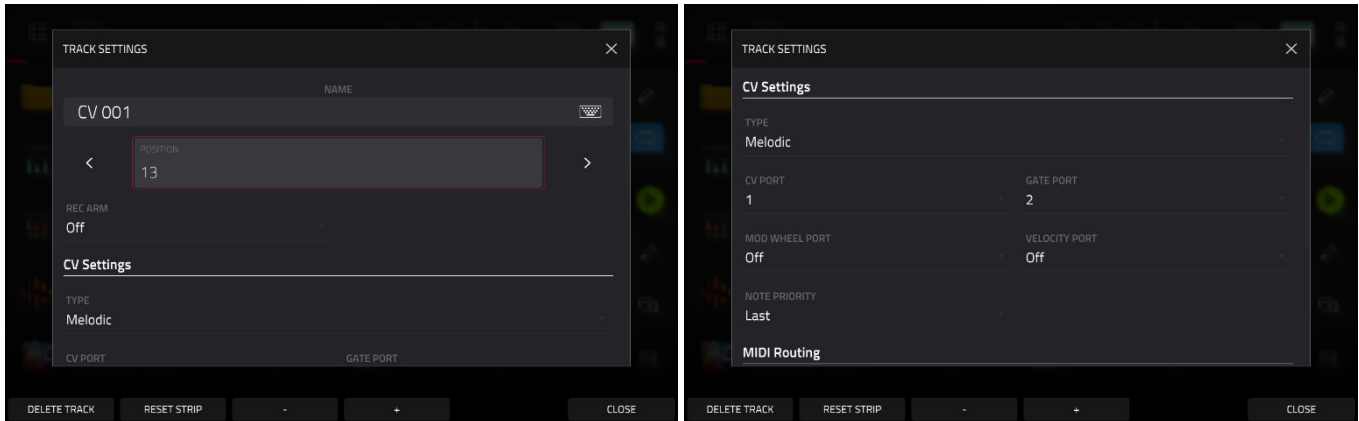 TRACK SETTINGS
NAME
CV 001
POSITION
13
REC ARM
Off
CV Settings
TYPE
Melodic
CV PORT GATE PORT
DELETE TRACK RESET STRIP - + CLOSE
TRACK SETTINGS
CV Settings
TYPE
Melodic
CV PORT GATE PORT
1 2
MOD WHEEL PORT VELOCITY PORT
Off Off
NOTE PRIORITY
Last
MIDI Routing
DELETE TRACK RESET STRIP - + CLOSE